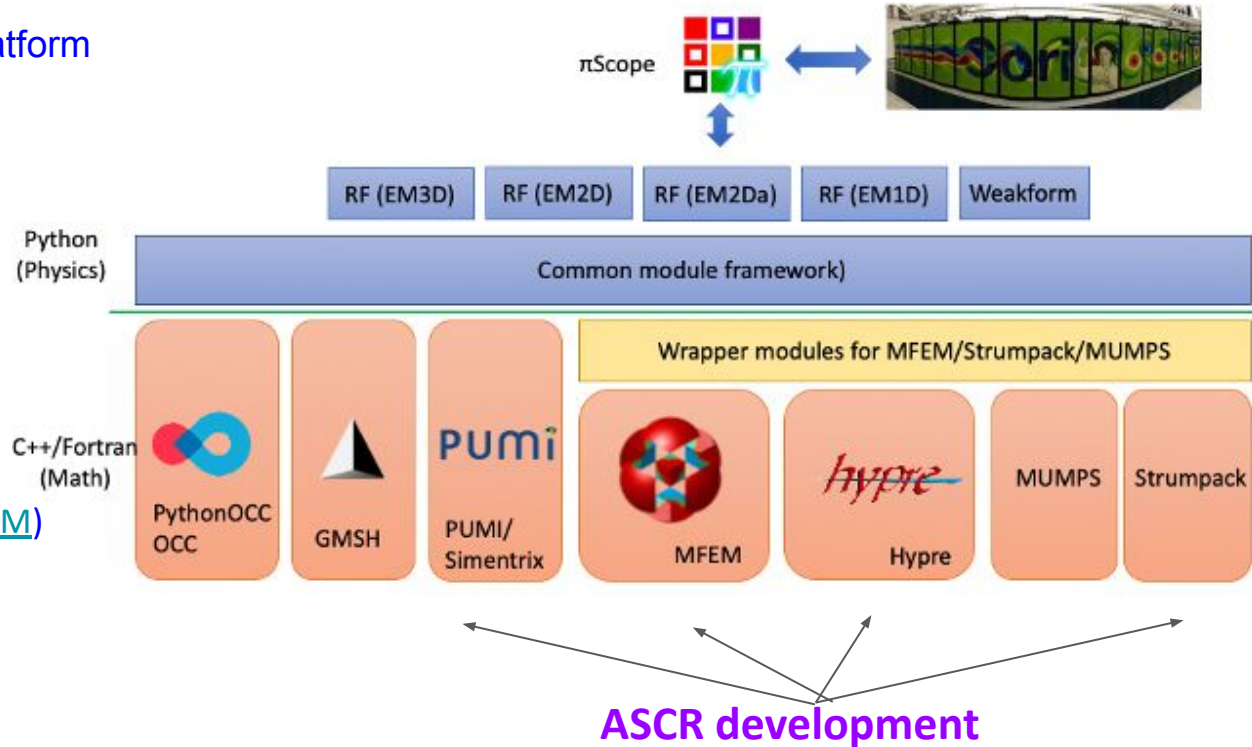 atform
πScope
π
Cori
RF (EM3D)
RF (EM2D)
RF (EM2Da)
RF (EM1D)
Weakform
Python
(Physics)
Common module framework)
Wrapper modules for MFEM/Strumpack/MUMPS
C++/Fortran
(Math)
PUMi
hypre
PythonOCC
OCC
GMSH
PUMI/
Simentrix
MFEM
Hypre
MUMPS
Strumpack
M)
ASCR development